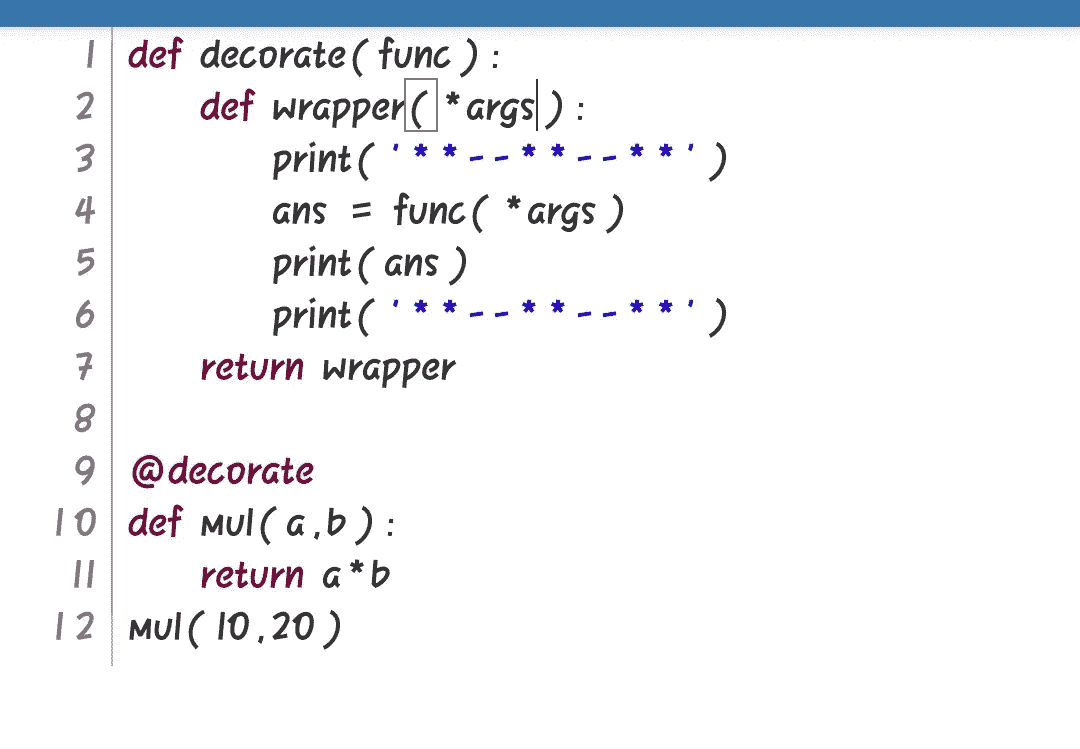 1 def decorate(func):
2     def wrapper(*args):
3         print('**--**--**')
4         ans = func(*args)
5         print(ans)
6         print('**--**--**')
7     return wrapper
8
9 @decorate
10 def mul(a,b):
11     return a*b
12 mul(10,20)